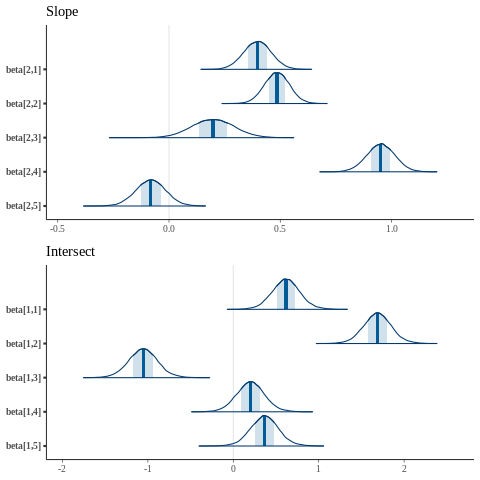 Slope
beta[2,1]
beta[2,2]
beta[2,3]
beta[2,4]
beta[2,5]
-0.5 0.0 0.5 1.0
Intersect
beta[1,1]
beta[1,2]
beta[1,3]
beta[1,4]
beta[1,5]
-2 -1 0 1 2